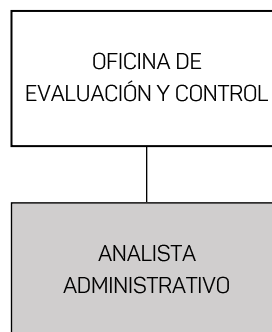 OFICINA DE
EVALUACIÓN Y CONTROL
ANALISTA
ADMINISTRATIVO